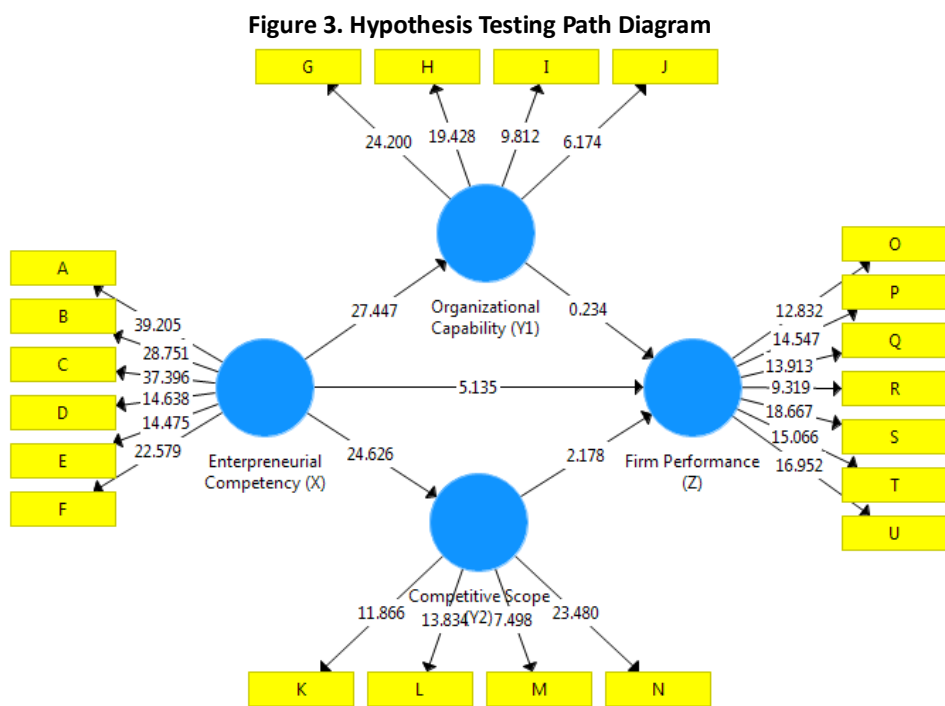 Figure 3. Hypothesis Testing Path Diagram
G H I J
24.200 19.428 9.812 6.174
A
B
C
D
E
F
39.205
28.751
37.396
14.638
14.475
22.579
27.447
Organizational
Capability (Y1)
0.234
5.135
Enterpreneurial
Competency (X)
24.626
2.178
Firm Performance
(Z)
O
P
Q
R
S
T
U
12.832
14.547
13.913
9.319
18.667
15.066
16.952
Competitive Scope
(Y2)
11.866 13.834 7.498 23.480
K L M N